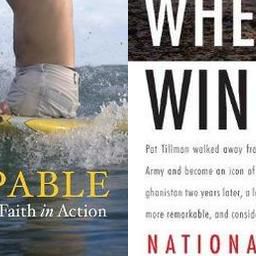 PABLE
Faith in Action
WHE
WIN
Pat Tillman walked away fro
Army and become an icon of
ghanistan two years later, a l
more remarkable, and conside
NATIONA